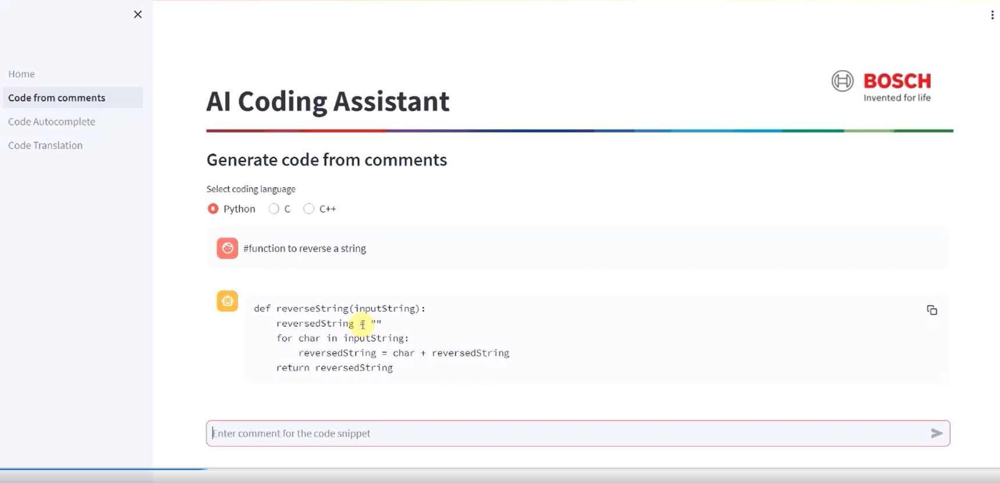 Home
Code from comments
Code Autocomplete
Code Translation
BOSCH
Invented for life
AI Coding Assistant
Generate code from comments
Select coding language
Python C C++
#function to reverse a string
def reverseString(inputString):
    reversedString = ""
    for char in inputString:
        reversedString = char + reversedString
    return reversedString
Enter comment for the code snippet